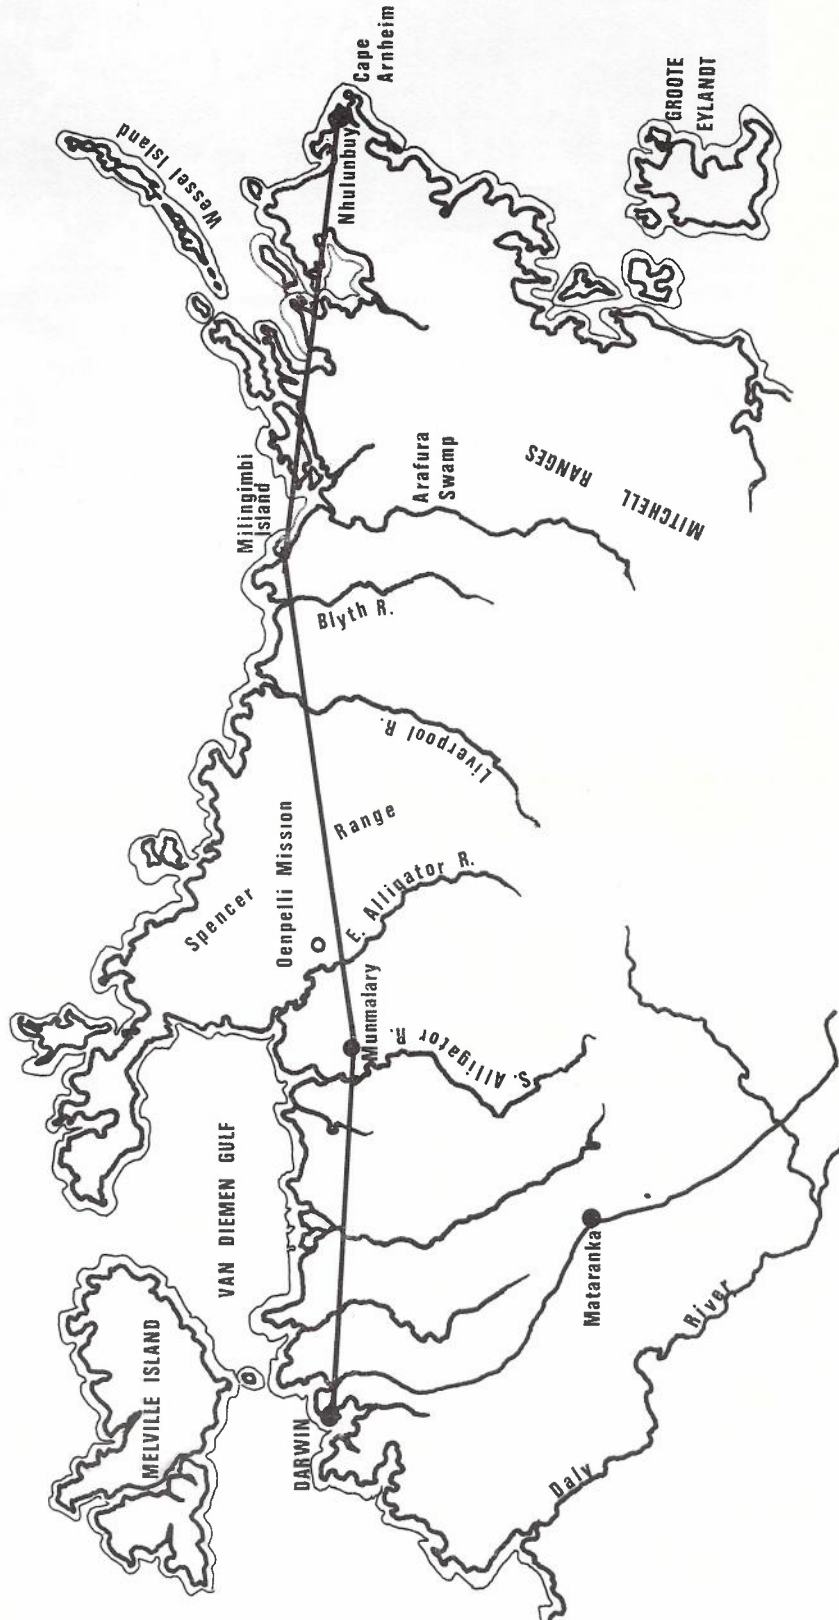 Wessel Island
Cape
Arnheim
Nhulunbuy
GROOTE
EYLANDT
Milingimbi
Island
Arafura
Swamp
MITCHELL RANGES
Blyth R.
Liverpool R.
Spencer
Range
Oenpelli Mission
E. Alligator R.
Munmalary
S. Alligator R.
VAN DIEMEN GULF
MELVILLE ISLAND
DARWIN
Mataranka
Daly River